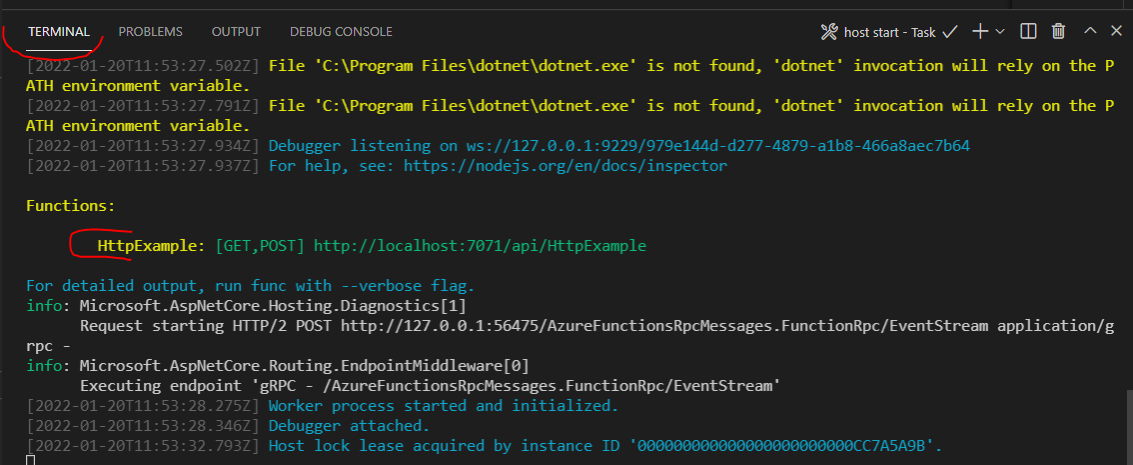 TERMINAL PROBLEMS OUTPUT DEBUG CONSOLE host start - Task
[2022-01-20T11:53:27.502Z] File 'C:\Program Files\dotnet\dotnet.exe' is not found, 'dotnet' invocation will rely on the P
ATH environment variable.
[2022-01-20T11:53:27.791Z] File 'C:\Program Files\dotnet\dotnet.exe' is not found, 'dotnet' invocation will rely on the P
ATH environment variable.
[2022-01-20T11:53:27.934Z] Debugger listening on ws://127.0.0.1:9229/979e144d-d277-4879-a1b8-466a8aec7b64
[2022-01-20T11:53:27.937Z] For help, see: https://nodejs.org/en/docs/inspector
Functions:
HttpExample: [GET,POST] http://localhost:7071/api/HttpExample
For detailed output, run func with --verbose flag.
info: Microsoft.AspNetCore.Hosting.Diagnostics[1]
Request starting HTTP/2 POST http://127.0.0.1:56475/AzureFunctionsRpcMessages.FunctionRpc/EventStream application/g
rpc -
info: Microsoft.AspNetCore.Routing.EndpointMiddleware[0]
Executing endpoint 'gRPC - /AzureFunctionsRpcMessages.FunctionRpc/EventStream'
[2022-01-20T11:53:28.275Z] Worker process started and initialized.
[2022-01-20T11:53:28.346Z] Debugger attached.
[2022-01-20T11:53:32.793Z] Host lock lease acquired by instance ID '000000000000000000000000CC7A5A9B'.